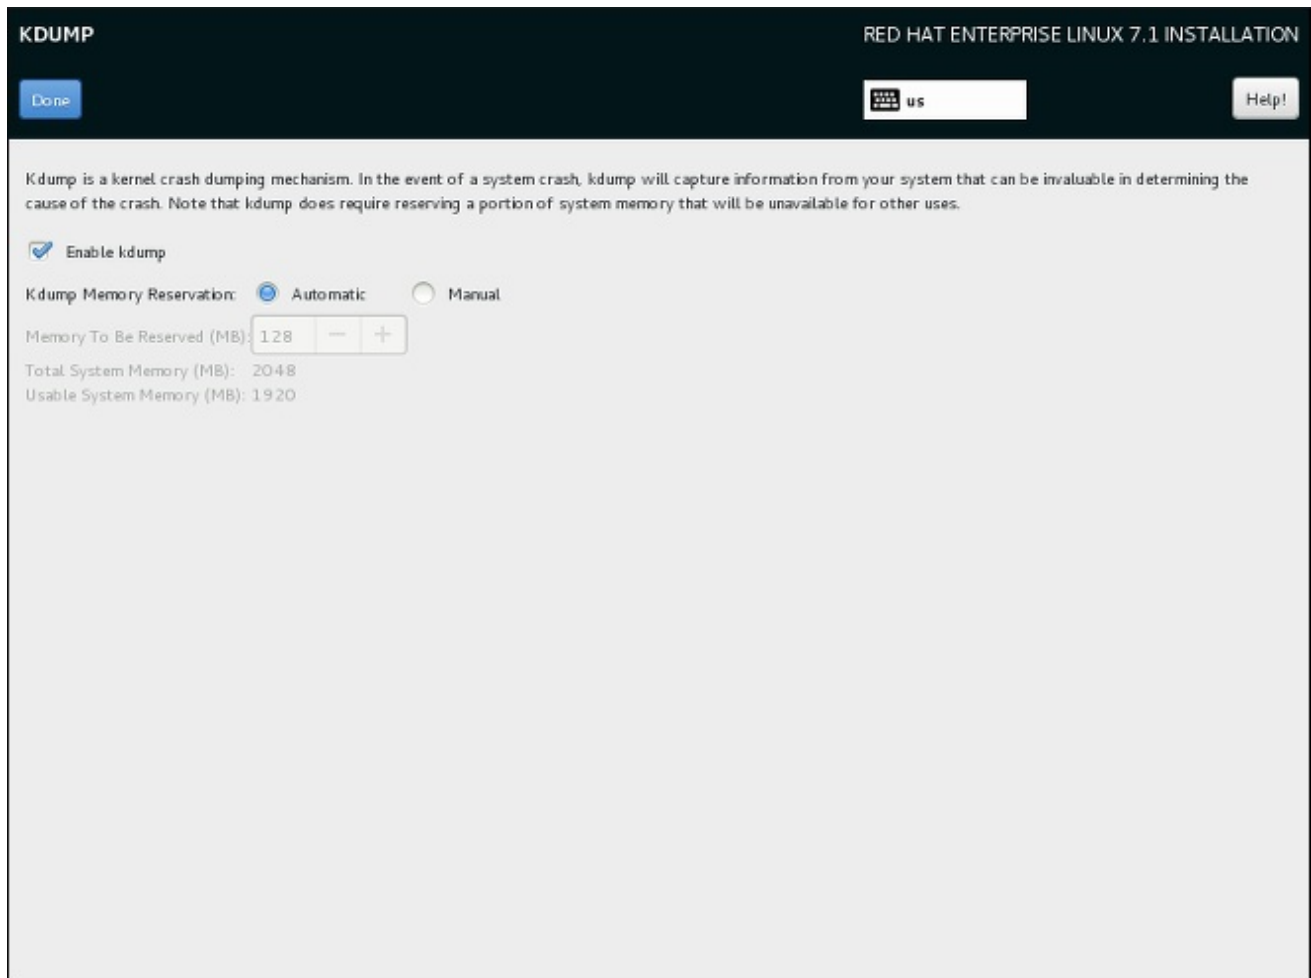 KDUMP
RED HAT ENTERPRISE LINUX 7.1 INSTALLATION
Done
us
Help!
Kdump is a kernel crash dumping mechanism. In the event of a system crash, kdump will capture information from your system that can be invaluable in determining the
cause of the crash. Note that kdump does require reserving a portion of system memory that will be unavailable for other uses.
Enable kdump
Kdump Memory Reservation: Automatic Manual
Memory To Be Reserved (MB): 128 − +
Total System Memory (MB): 2048
Usable System Memory (MB): 1920